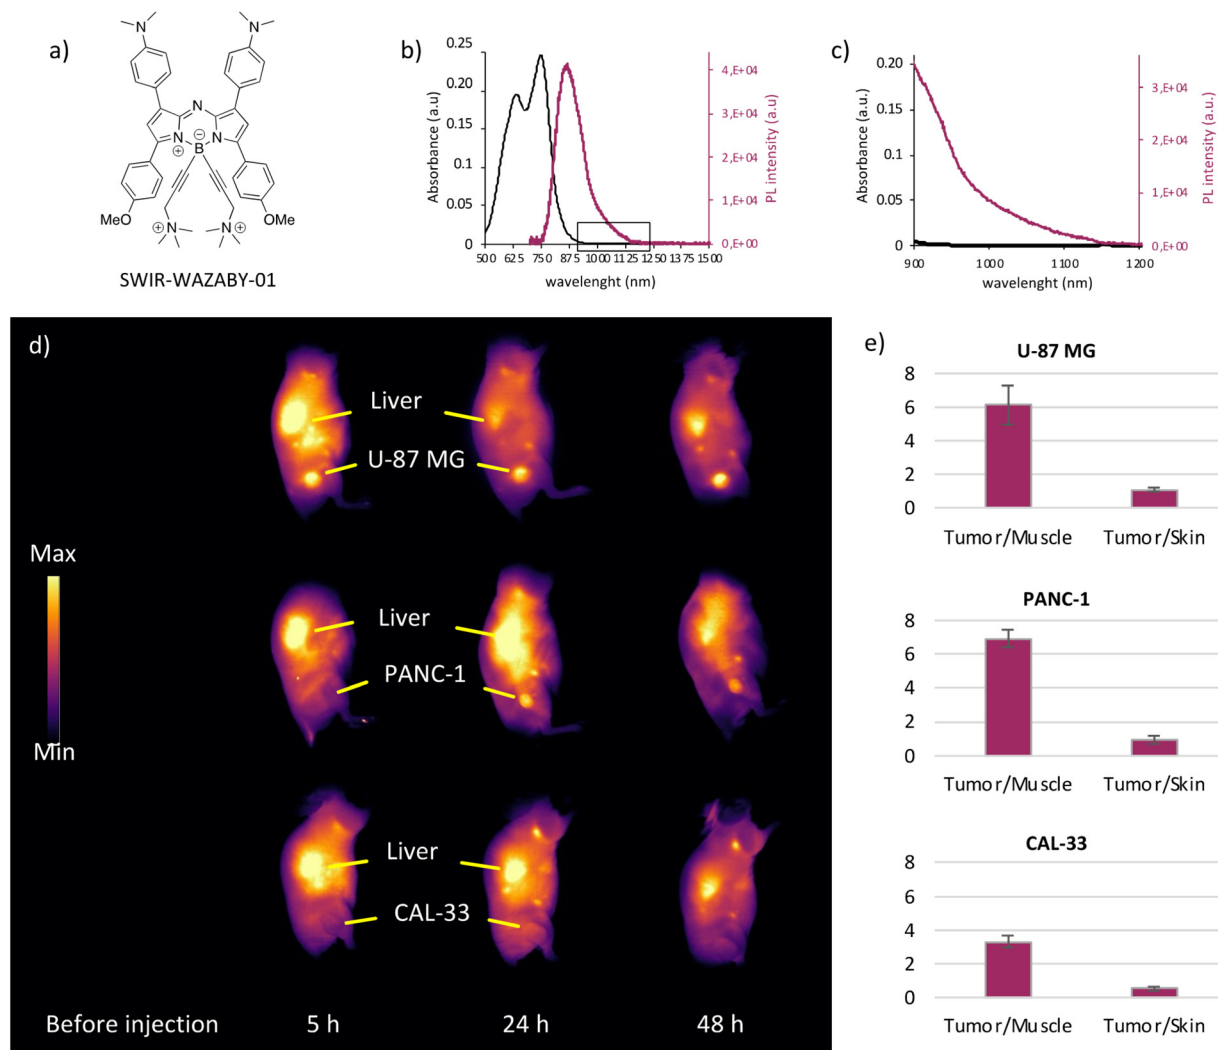 a)
N
N
N
N
N
⊕
B
⊖
MeO
OMe
N
⊕
N
⊕
SWIR-WAZABY-01
b)
0.25
0.20
0.15
0.1
0.05
0
Absorbance (a.u)
4,E+04
3,E+04
2,E+04
1,E+04
0,E+00
PL intensity (a.u)
500 625 750 875 1000 1125 1250 1375 1500
wavelenght (nm)
c)
0.20
0.15
0.1
0.05
0
Absorbance (a.u)
3,E+04
2,E+04
1,E+04
0,E+00
PL intensity (a.u.)
900 1000 1100 1200
wavelenght (nm)
d)
Liver
U-87 MG
Max
Min
Liver
PANC-1
Liver
CAL-33
Before injection 5 h 24 h 48 h
e)
U-87 MG
8
6
4
2
0
Tumor/Muscle Tumor/Skin
PANC-1
8
6
4
2
0
Tumor/Muscle Tumor/Skin
CAL-33
8
6
4
2
0
Tumor/Muscle Tumor/Skin